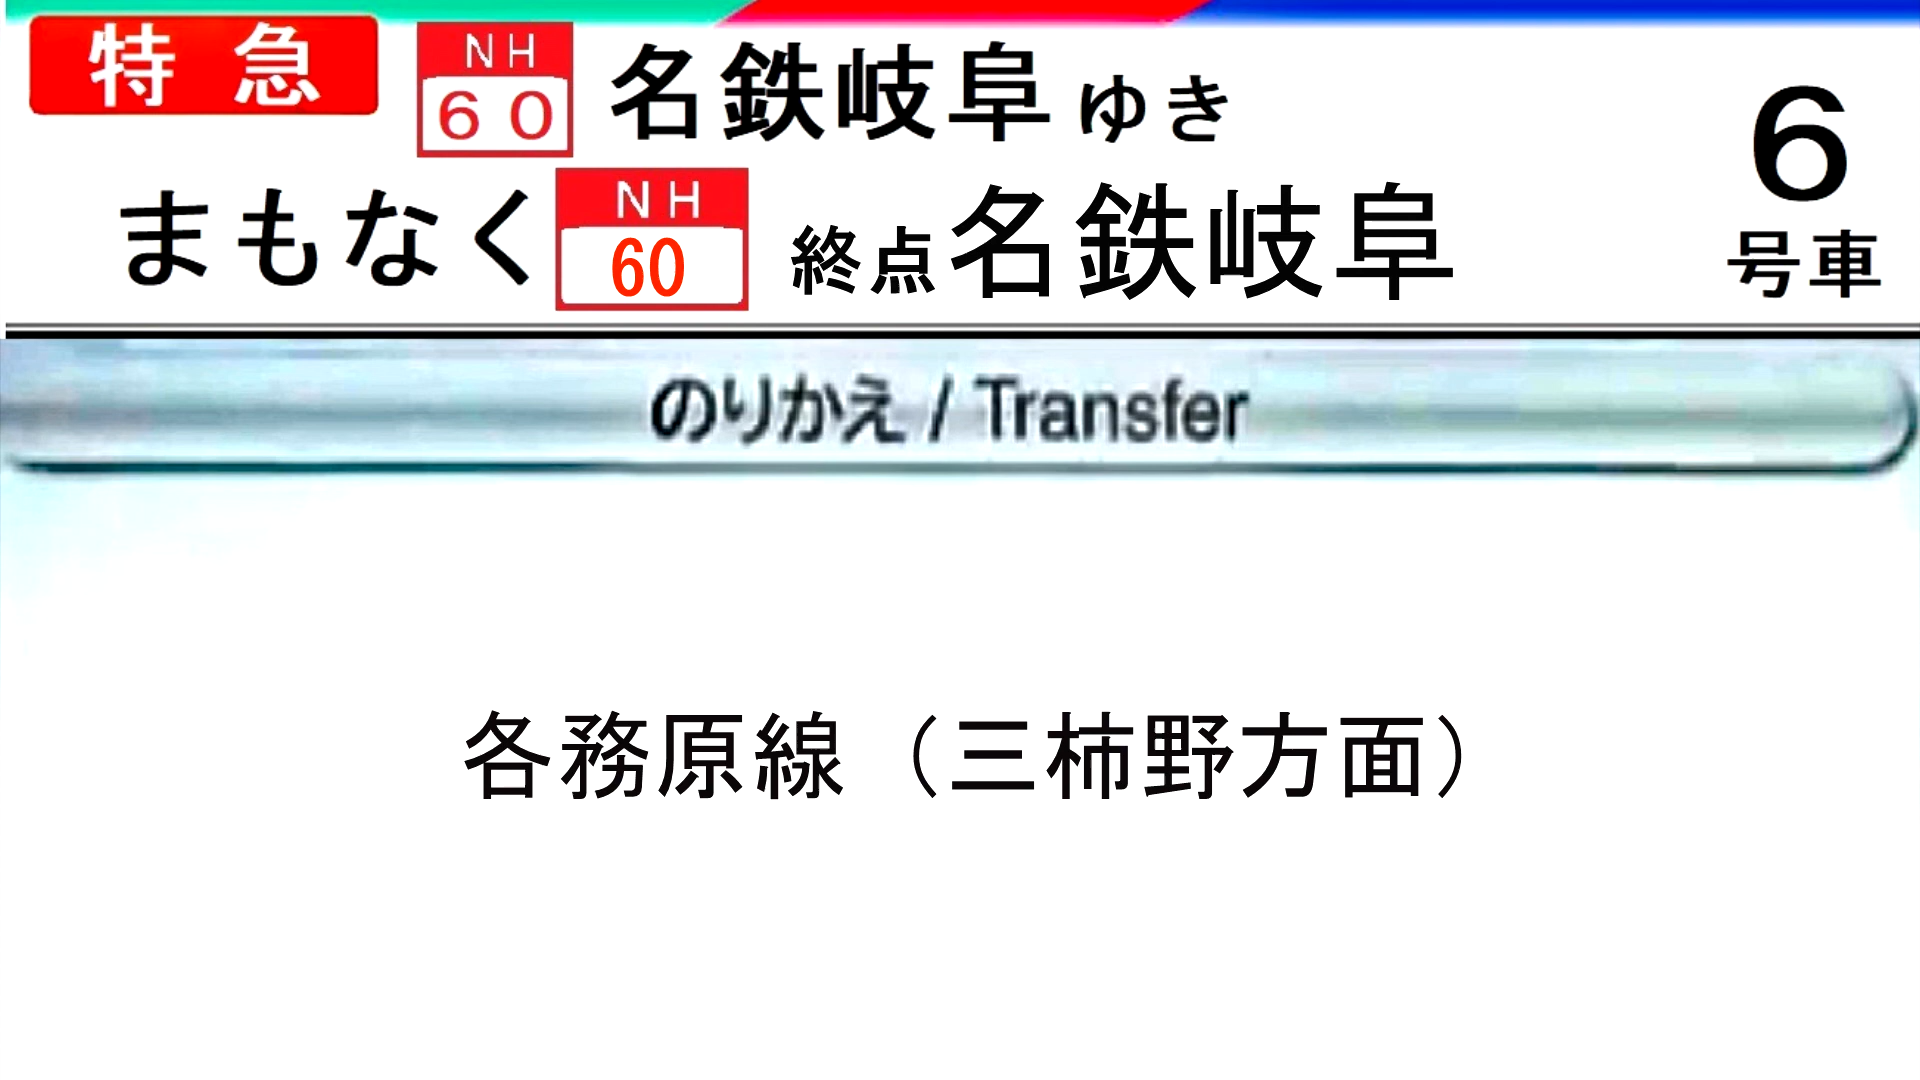 特急 NH 60 名鉄岐阜ゆき
まもなく NH 60 終点名鉄岐阜
6号車
のりかえ / Transfer
各務原線（三柿野方面）